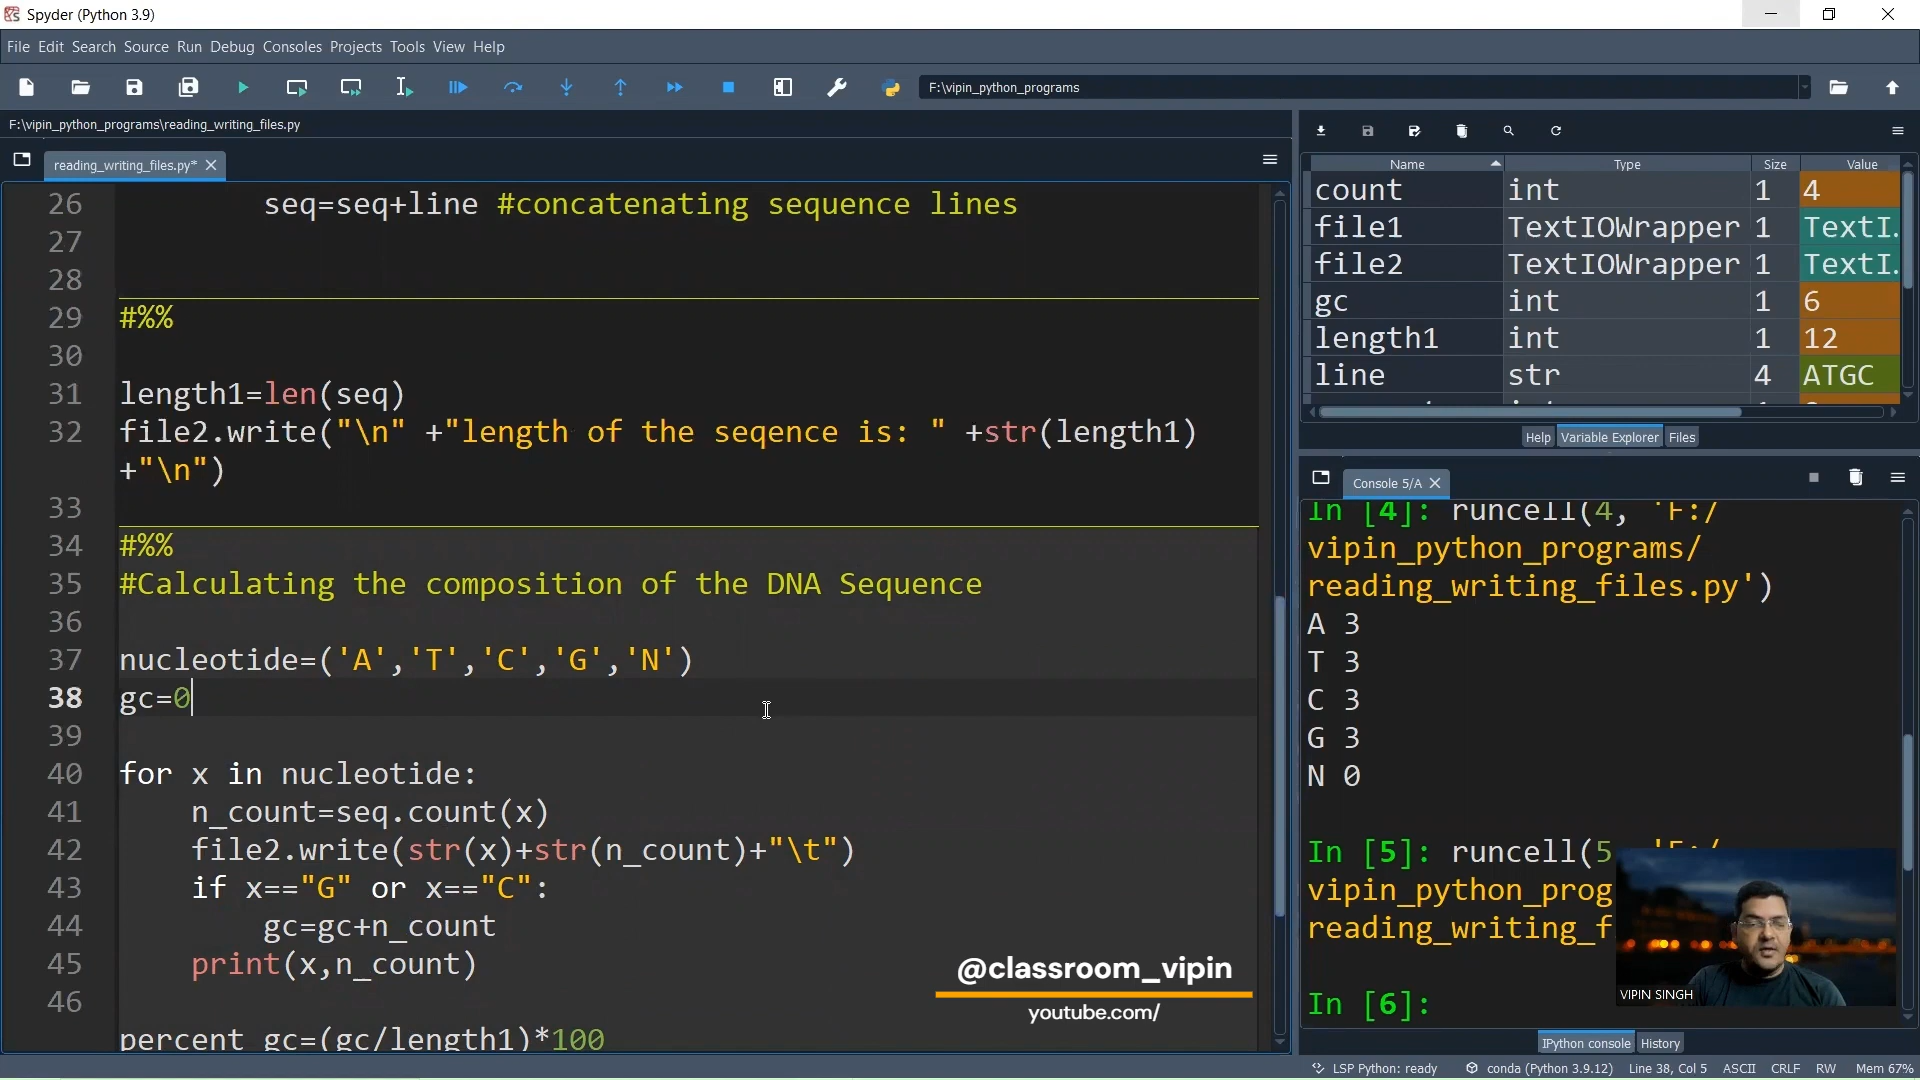 Spyder (Python 3.9)
File Edit Search Source Run Debug Consoles Projects Tools View Help
F:\vipin_python_programs
F:\vipin_python_programs\reading_writing_files.py
reading_writing_files.py*
26 seq=seq+line #concatenating sequence lines
27
28
29 #%%
30
31 length1=len(seq)
32 file2.write("\n" +"length of the seqence is: " +str(length1)
+"\n")
33
34 #%%
35 #Calculating the composition of the DNA Sequence
36
37 nucleotide=('A','T','C','G','N')
38 gc=0
39
40 for x in nucleotide:
41 n_count=seq.count(x)
42 file2.write(str(x)+str(n_count)+"\t")
43 if x=="G" or x=="C":
44 gc=gc+n_count
45 print(x,n_count)
46
percent_gc=(gc/length1)*100
@classroom_vipin
youtube.com/
Name Type Size Value
count int 1 4
file1 TextIOWrapper 1 TextI.
file2 TextIOWrapper 1 TextI.
gc int 1 6
length1 int 1 12
line str 4 ATGC
Help Variable Explorer Files
Console 5/A
In [4]: runcell(4, 'F:/
vipin_python_programs/
reading_writing_files.py')
A 3
T 3
C 3
G 3
N 0
In [5]: runcell(5
vipin_python_prog
reading_writing_f
In [6]:
VIPIN SINGH
IPython console History
LSP Python: ready conda (Python 3.9.12) Line 38, Col 5 ASCII CRLF RW Mem 67%